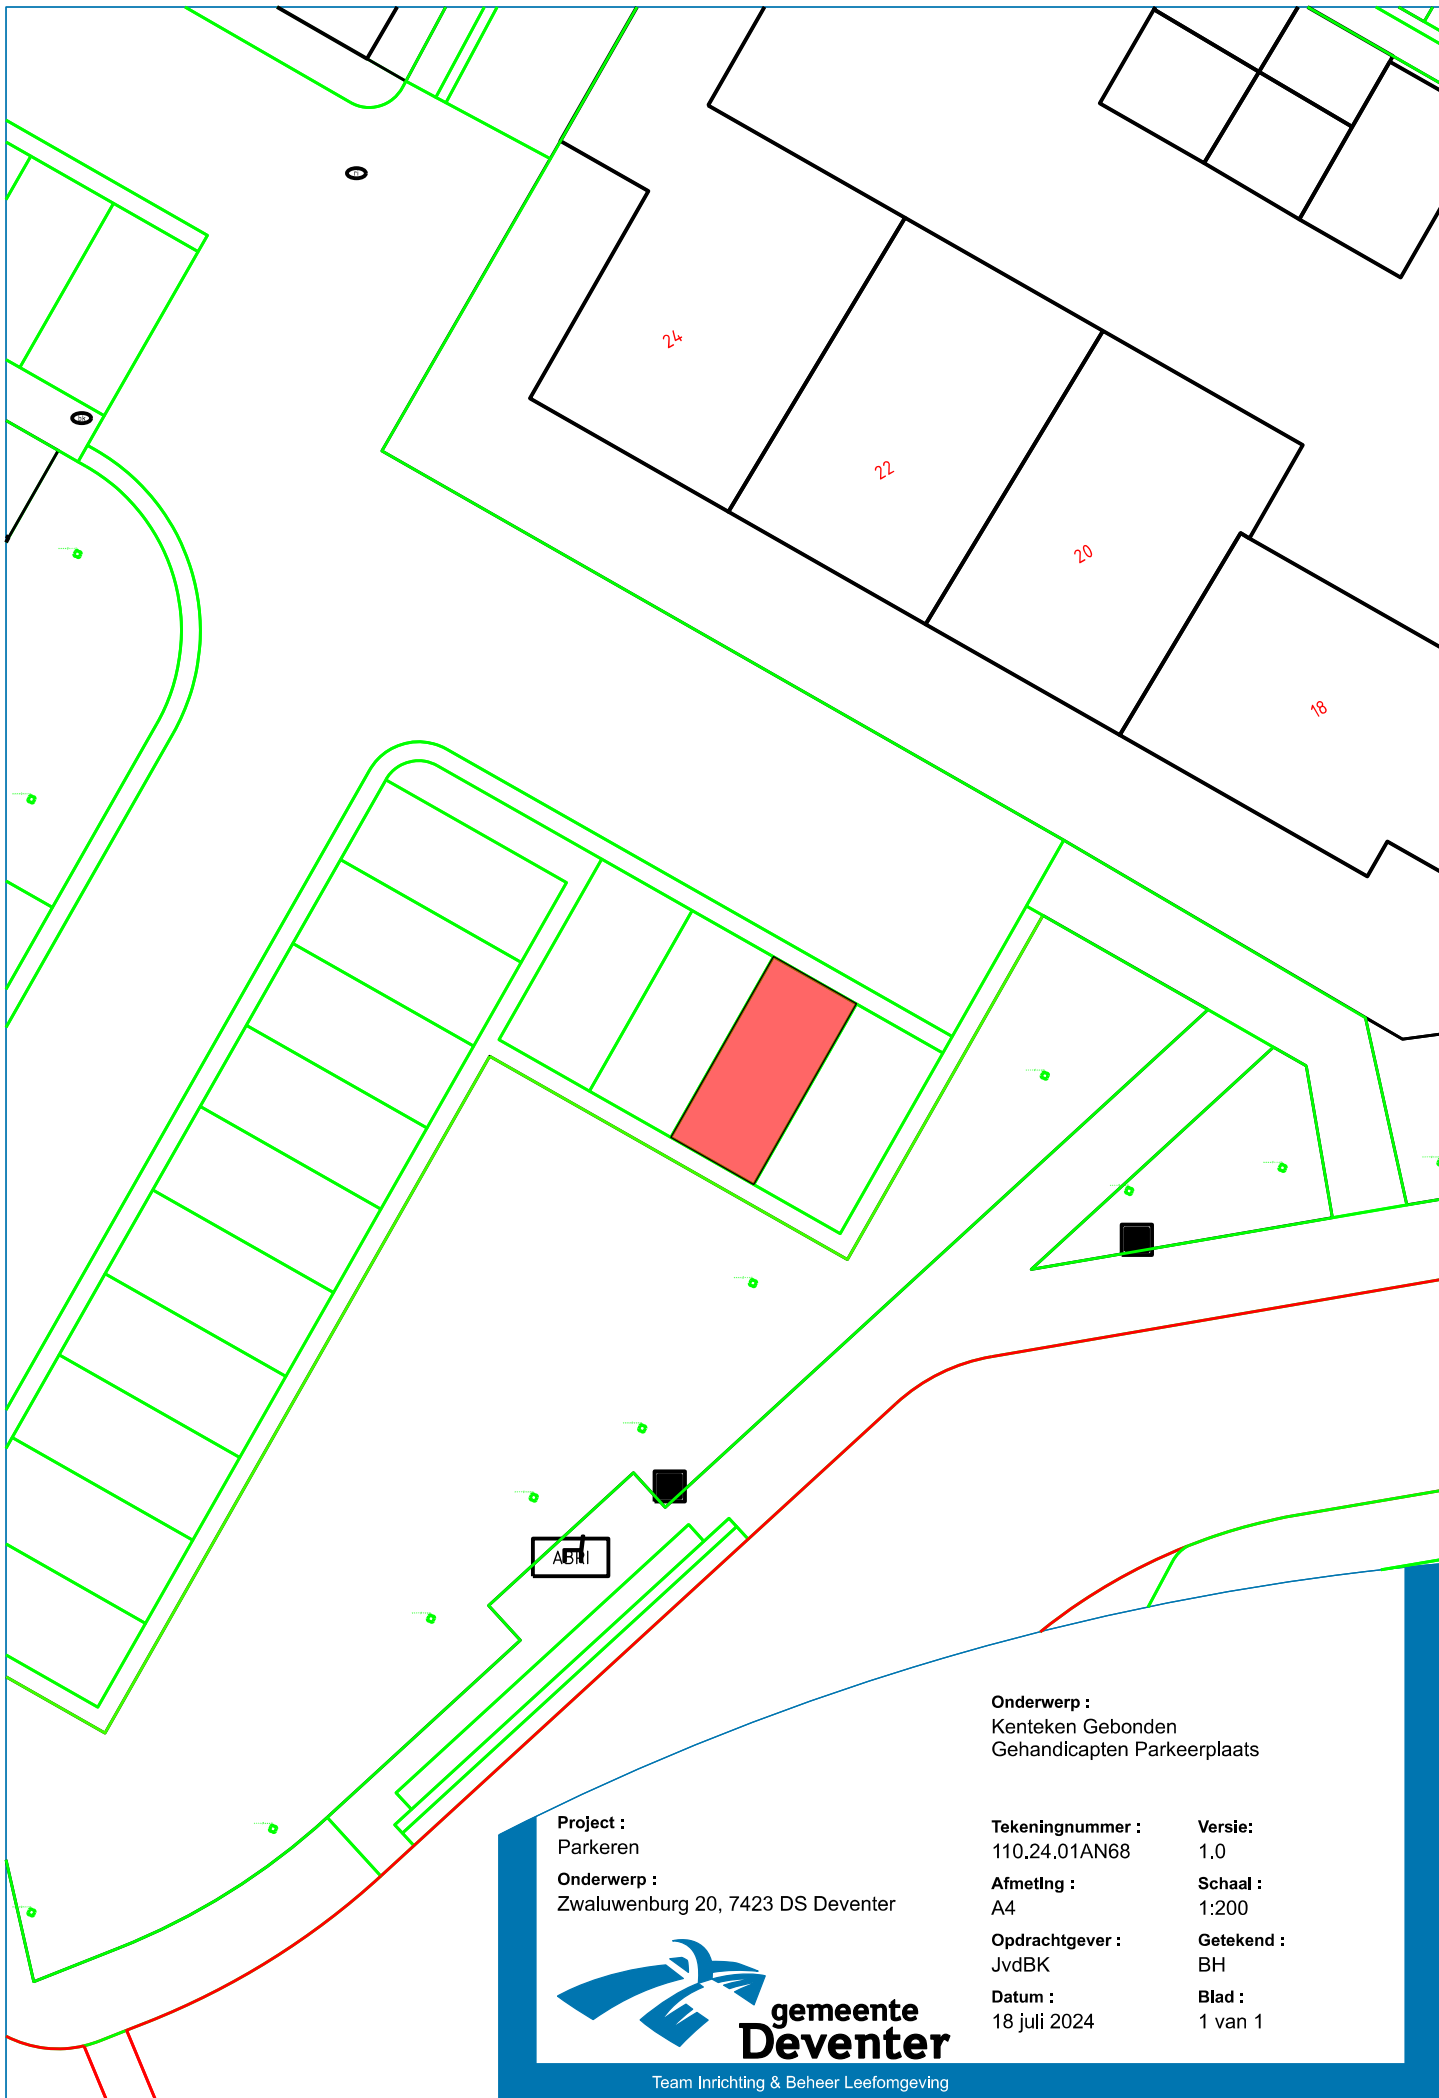 24
22
20
18
ABRI
Onderwerp :
Kenteken Gebonden
Gehandicapten Parkeerplaats
Project :
Parkeren
Onderwerp :
Zwaluwenburg 20, 7423 DS Deventer
Tekeningnummer :
110.24.01AN68
Versie:
1.0
Afmeting :
A4
Schaal :
1:200
Opdrachtgever :
JvdBK
Getekend :
BH
Datum :
18 juli 2024
Blad :
1 van 1
gemeente
Deventer
Team Inrichting & Beheer Leefomgeving